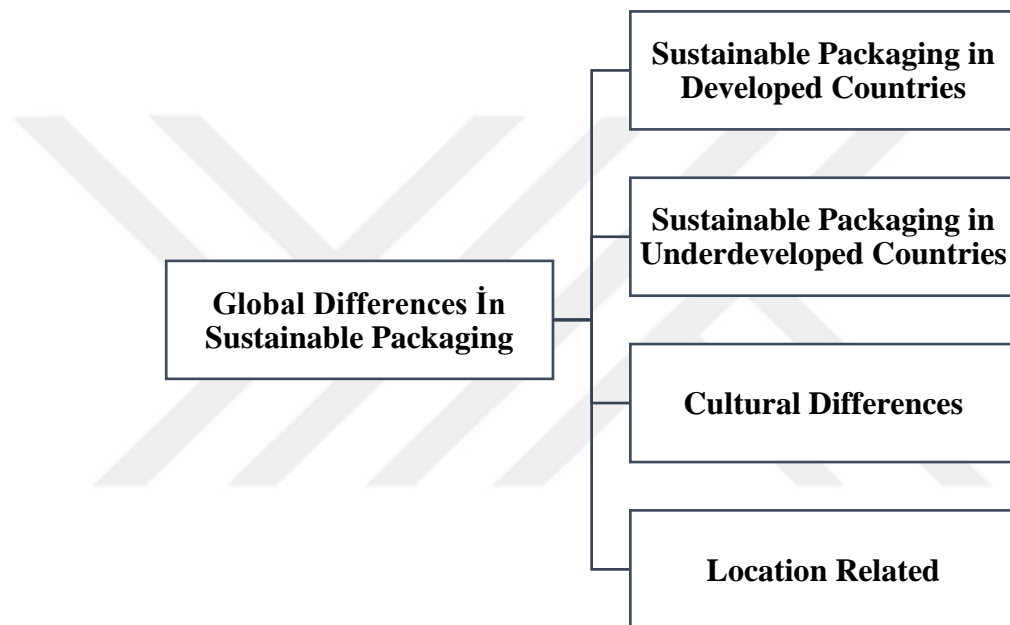 Sustainable Packaging in
Developed Countries
Sustainable Packaging in
Underdeveloped Countries
Global Differences İn
Sustainable Packaging
Cultural Differences
Location Related